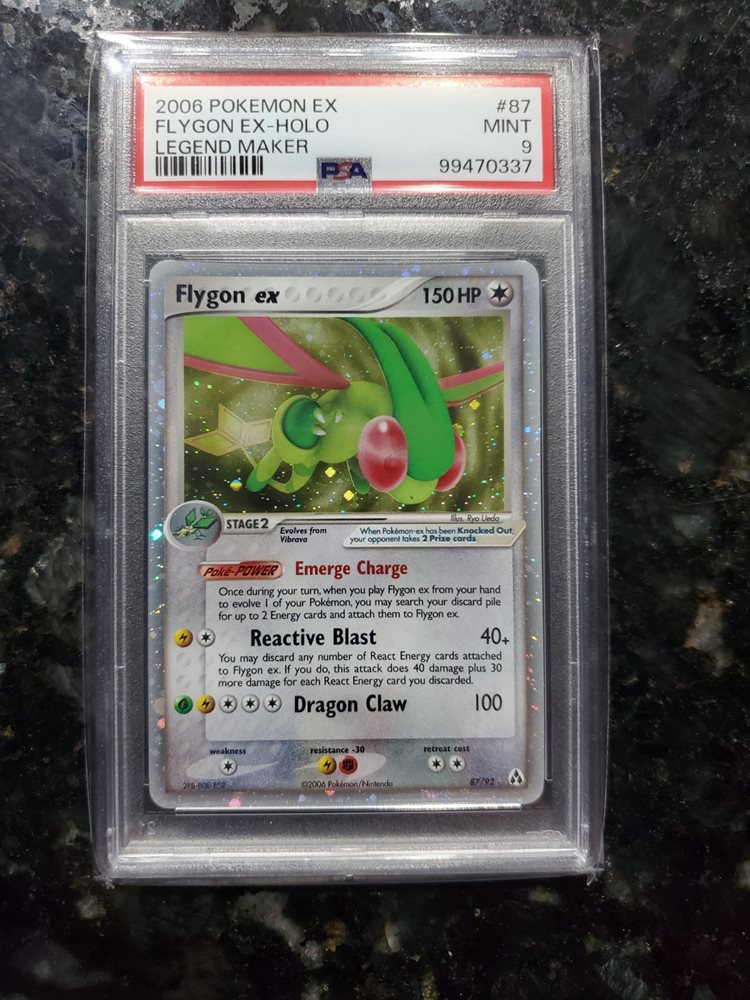 2006 POKEMON EX #87
FLYGON EX-HOLO MINT
LEGEND MAKER 9
PSA 99470337
Flygon ex 150 HP
Illus. Ryo Ueda
STAGE 2 Evolves from
Vibrava
When Pokémon-ex has been Knocked Out,
your opponent takes 2 Prize cards.
Poké-POWER Emerge Charge
Once during your turn, when you play Flygon ex from your hand
to evolve 1 of your Pokémon, you may search your discard pile
for up to 2 Energy cards and attach them to Flygon ex.
Reactive Blast 40+
You may discard any number of React Energy cards attached
to Flygon ex. If you do, this attack does 40 damage plus 30
more damage for each React Energy card you discarded.
Dragon Claw 100
weakness resistance -30 retreat cost
©2006 Pokémon/Nintendo 87/92